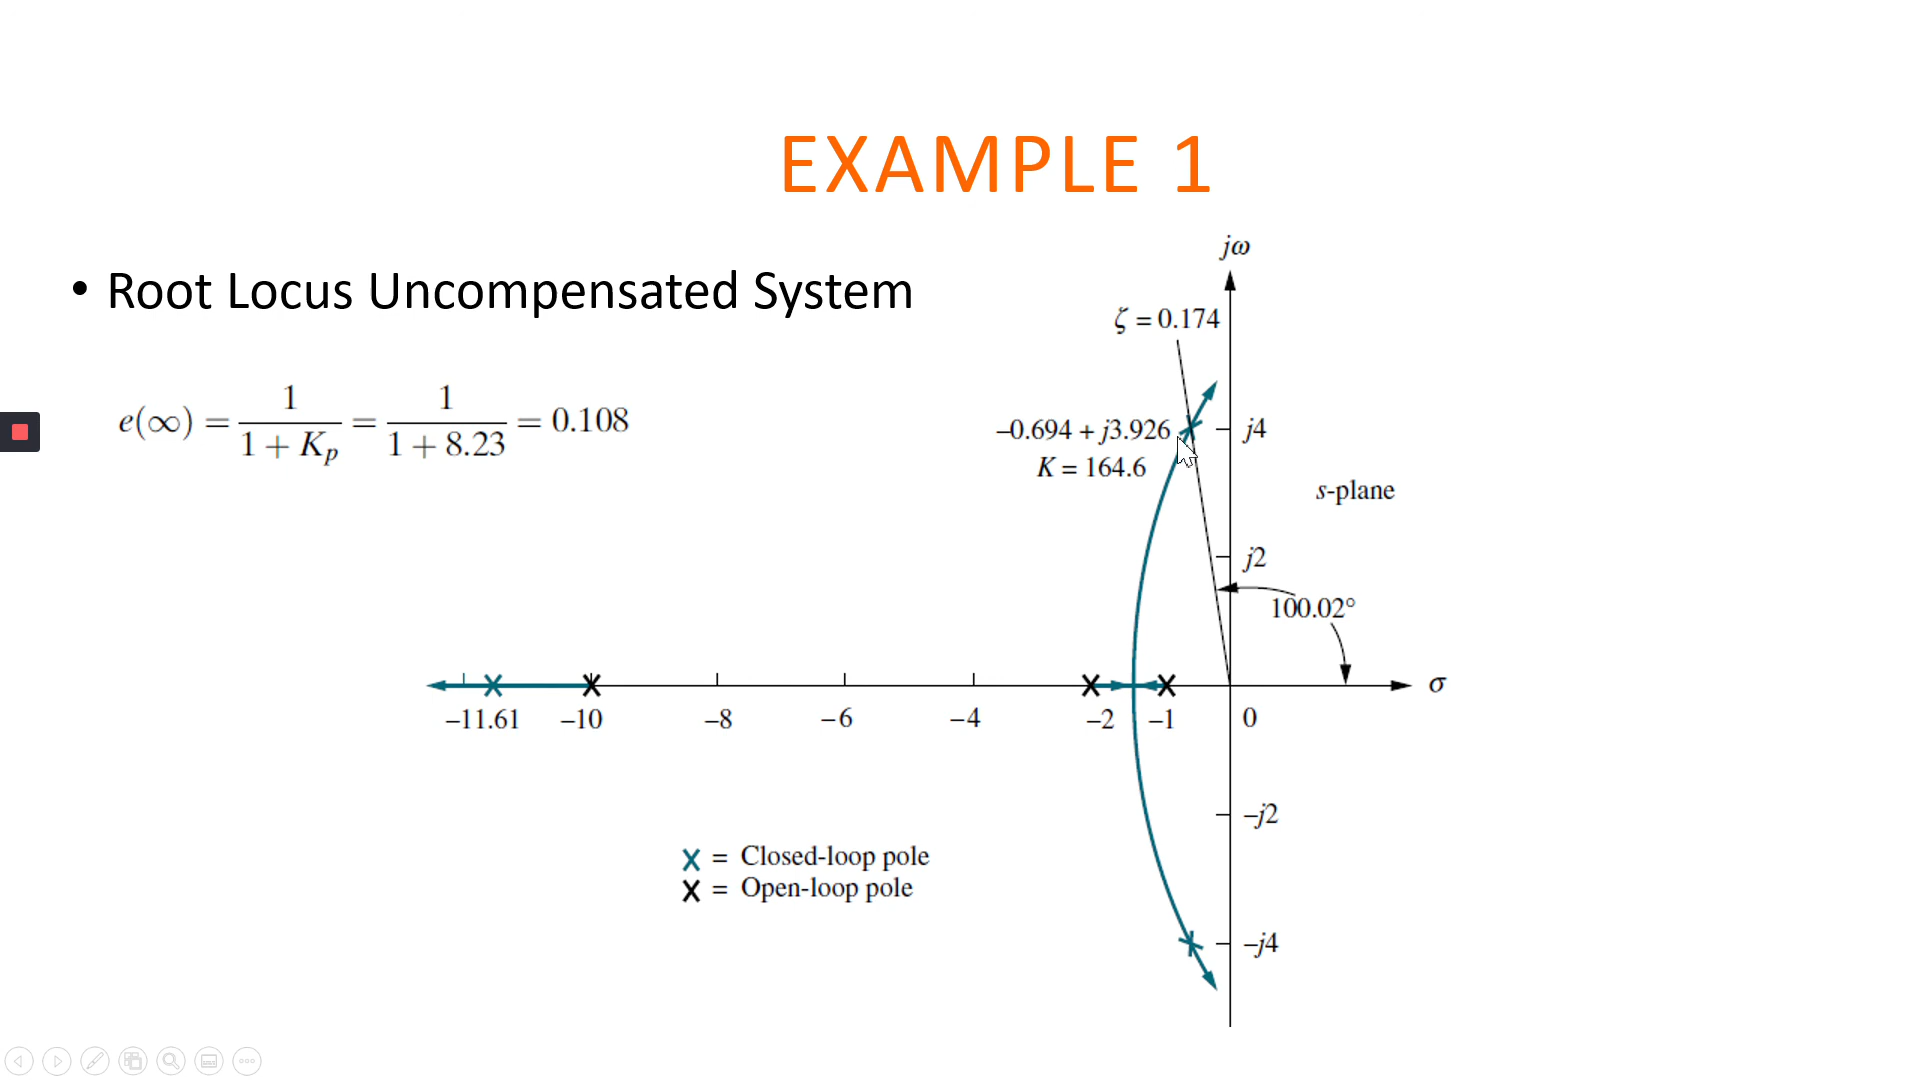 EXAMPLE 1
• Root Locus Uncompensated System
e(∞) = 1/(1 + Kp) = 1/(1 + 8.23) = 0.108
jω
ζ = 0.174
–0.694 + j3.926
K = 164.6
j4
s-plane
j2
100.02°
σ
–11.61 –10 –8 –6 –4 –2 –1 0
–j2
X = Closed-loop pole
X = Open-loop pole
–j4